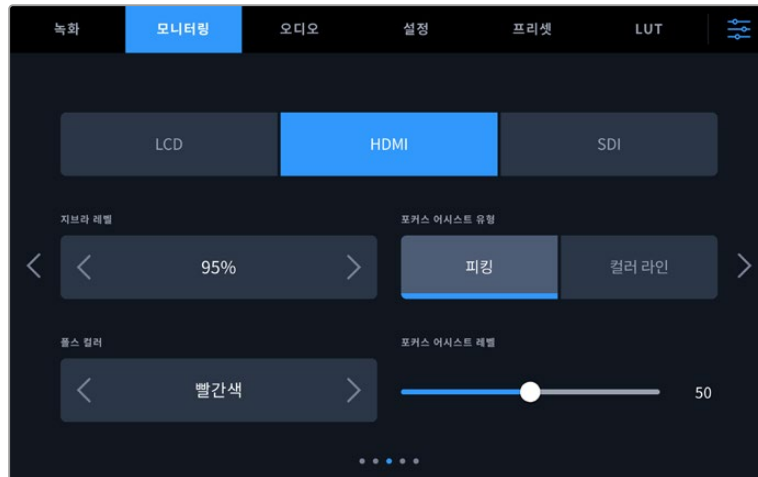 녹화 모니터링 오디오 설정 프리셋 LUT
LCD HDMI SDI
지브라 레벨 포커스 어시스트 유형
95% 피킹 컬러 라인
폴스 컬러 포커스 어시스트 레벨
빨간색 50